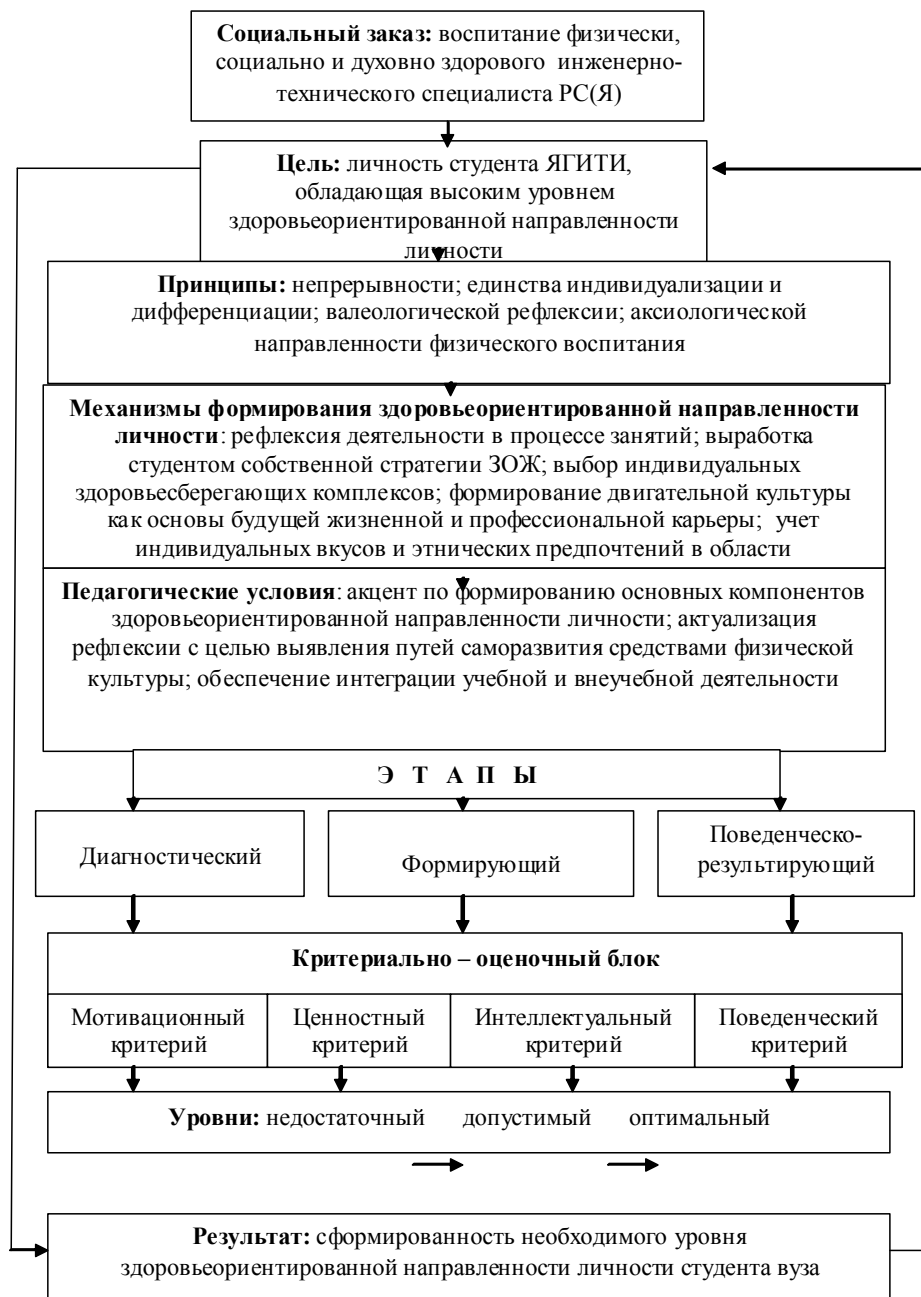 Социальный заказ: воспитание физически,
социально и духовно здорового инженерно-
технического специалиста РС(Я)
Цель: личность студента ЯГИТИ,
обладающая высоким уровнем
здоровьеориентированной направленности
личности
Принципы: непрерывности; единства индивидуализации и
дифференциации; валеологической рефлексии; аксиологической
направленности физического воспитания
Механизмы формирования здоровьеориентированной направленности
личности: рефлексия деятельности в процессе занятий; выработка
студентом собственной стратегии ЗОЖ; выбор индивидуальных
здоровьесберегающих комплексов; формирование двигательной культуры
как основы будущей жизненной и профессиональной карьеры; учет
индивидуальных вкусов и этнических предпочтений в области
Педагогические условия: акцент по формированию основных компонентов
здоровьеориентированной направленности личности; актуализация
рефлексии с целью выявления путей саморазвития средствами физической
культуры; обеспечение интеграции учебной и внеучебной деятельности
Э Т А П Ы
Диагностический
Формирующий
Поведенческо-
результирующий
Критериально – оценочный блок
Мотивационный
критерий
Ценностный
критерий
Интеллектуальный
критерий
Поведенческий
критерий
Уровни: недостаточный допустимый оптимальный
Результат: сформированность необходимого уровня
здоровьеориентированной направленности личности студента вуза